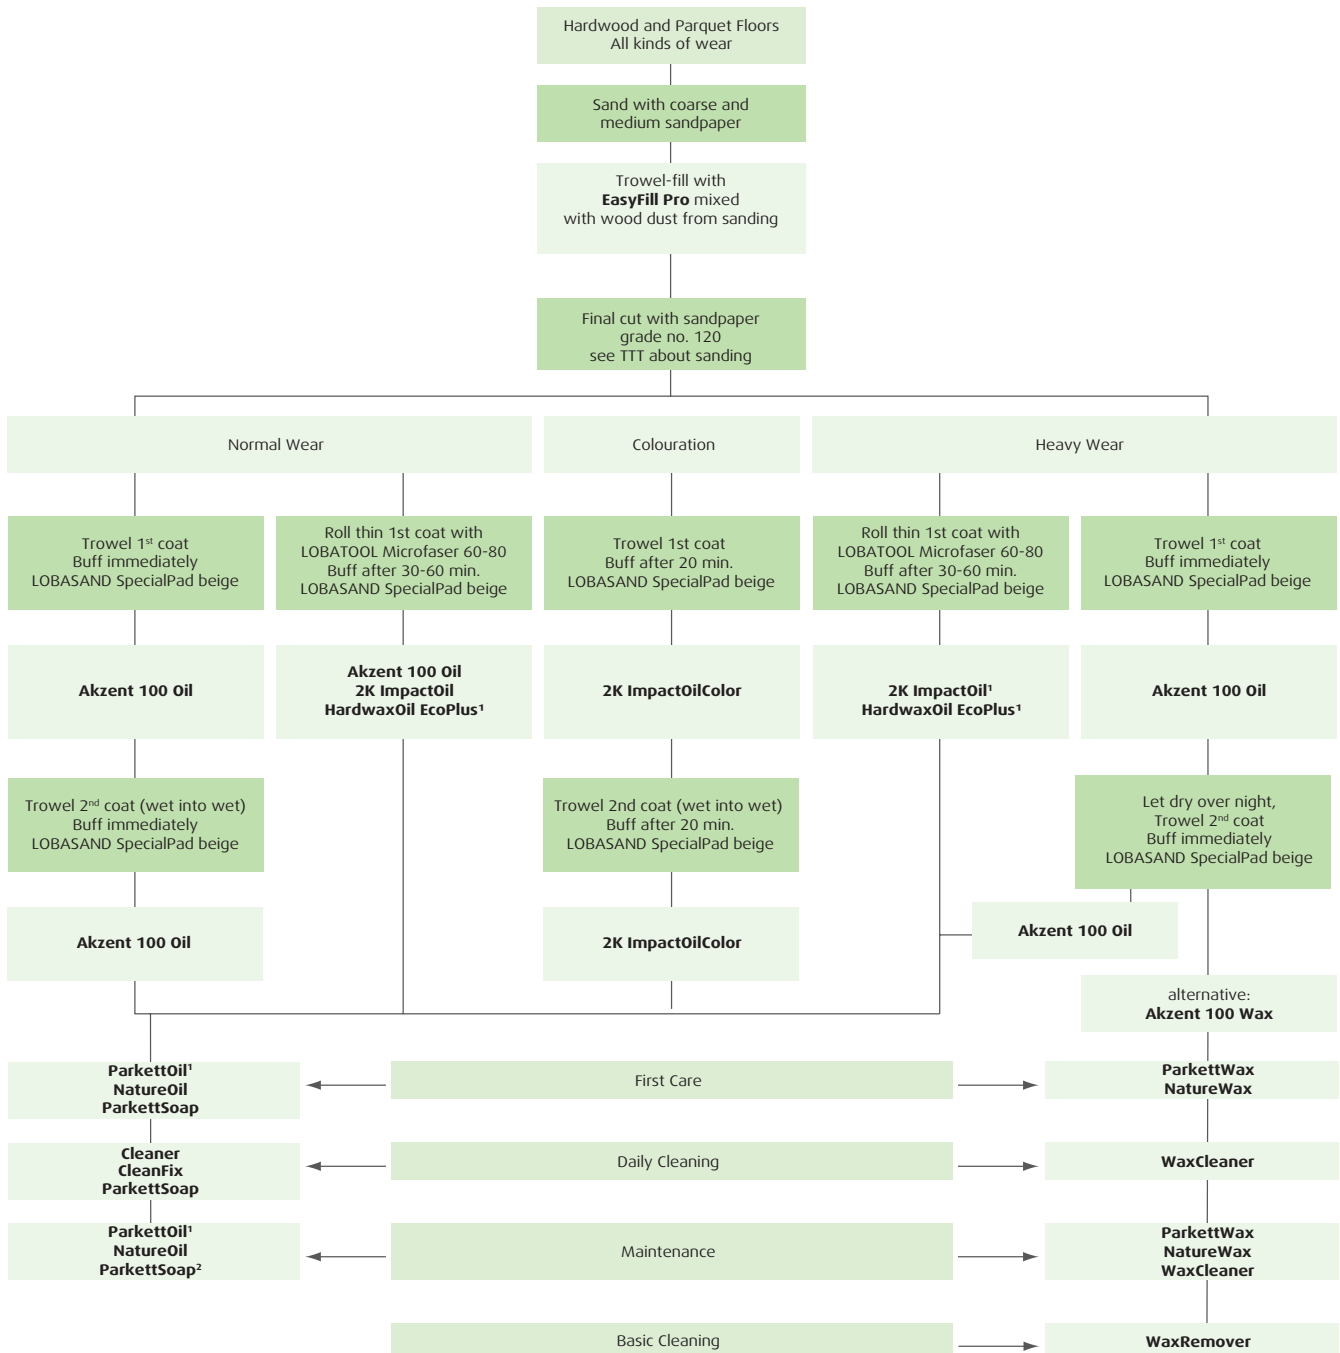 Hardwood and Parquet Floors
All kinds of wear
Sand with coarse and
medium sandpaper
Trowel-fill with
EasyFill Pro mixed
with wood dust from sanding
Final cut with sandpaper
grade no. 120
see TTT about sanding
Normal Wear
Colouration
Heavy Wear
Trowel 1st coat
Buff immediately
LOBASAND SpecialPad beige
Roll thin 1st coat with
LOBATOOL Microfaser 60-80
Buff after 30-60 min.
LOBASAND SpecialPad beige
Trowel 1st coat
Buff after 20 min.
LOBASAND SpecialPad beige
Roll thin 1st coat with
LOBATOOL Microfaser 60-80
Buff after 30-60 min.
LOBASAND SpecialPad beige
Trowel 1st coat
Buff immediately
LOBASAND SpecialPad beige
Akzent 100 Oil
Akzent 100 Oil
2K ImpactOil
HardwaxOil EcoPlus¹
2K ImpactOilColor
2K ImpactOil¹
HardwaxOil EcoPlus¹
Akzent 100 Oil
Trowel 2nd coat (wet into wet)
Buff immediately
LOBASAND SpecialPad beige
Trowel 2nd coat (wet into wet)
Buff after 20 min.
LOBASAND SpecialPad beige
Let dry over night,
Trowel 2nd coat
Buff immediately
LOBASAND SpecialPad beige
Akzent 100 Oil
2K ImpactOilColor
Akzent 100 Oil
alternative:
Akzent 100 Wax
ParkettOil¹
NatureOil
ParkettSoap
First Care
ParkettWax
NatureWax
Cleaner
CleanFix
ParkettSoap
Daily Cleaning
WaxCleaner
ParkettOil¹
NatureOil
ParkettSoap²
Maintenance
ParkettWax
NatureWax
WaxCleaner
Basic Cleaning
WaxRemover